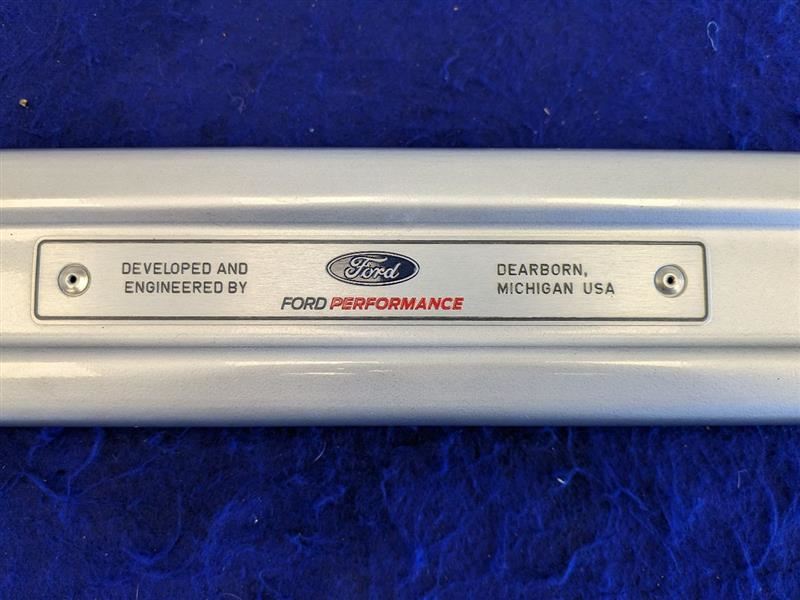 DEVELOPED AND
ENGINEERED BY
Ford
FORD PERFORMANCE
DEARBORN,
MICHIGAN USA